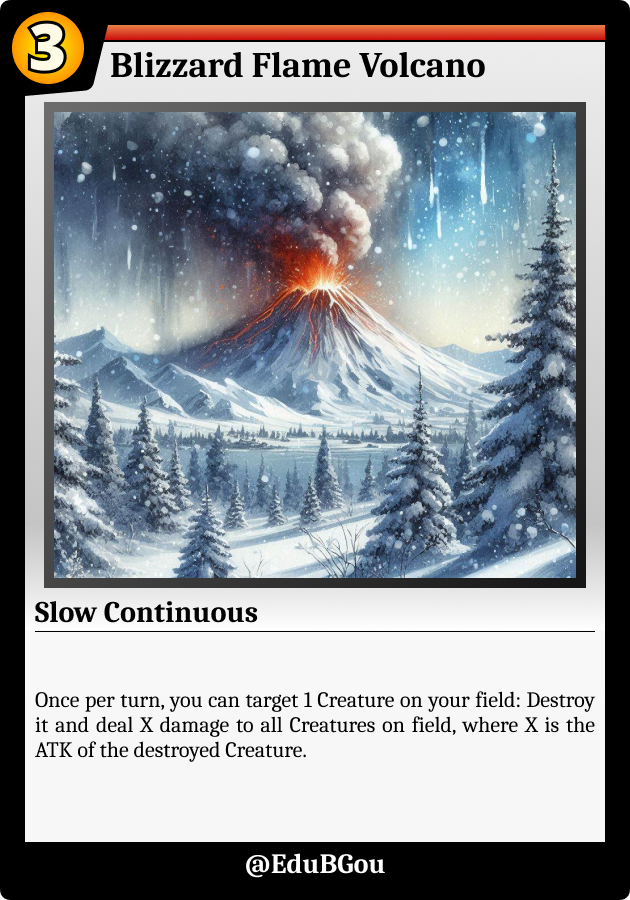 3
Blizzard Flame Volcano
Slow Continuous
Once per turn, you can target 1 Creature on your field: Destroy
it and deal X damage to all Creatures on field, where X is the
ATK of the destroyed Creature.
@EduBGou